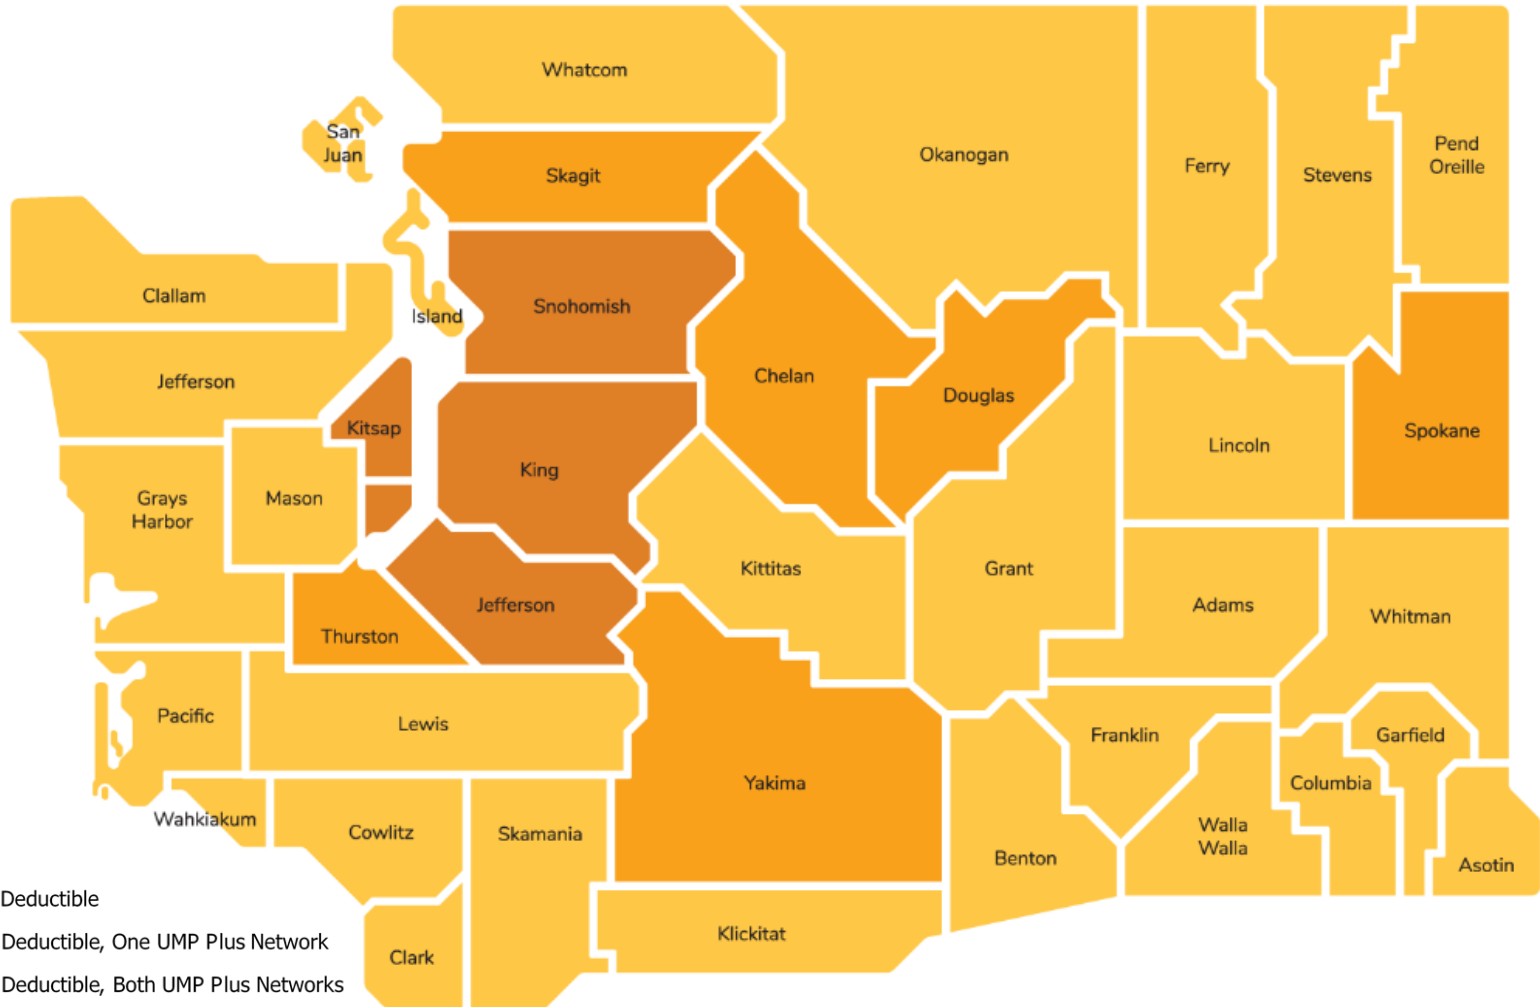 Whatcom
San
Juan
Skagit
Okanogan
Ferry
Stevens
Pend
Oreille
Clallam
Island
Snohomish
Jefferson
Chelan
Douglas
Kitsap
King
Lincoln
Spokane
Grays
Harbor
Mason
Kittitas
Grant
Jefferson
Adams
Whitman
Thurston
Pacific
Lewis
Franklin
Garfield
Yakima
Columbia
Wahkiakum
Cowlitz
Skamania
Walla
Walla
Benton
Asotin
Klickitat
Clark
Deductible
Deductible, One UMP Plus Network
Deductible, Both UMP Plus Networks